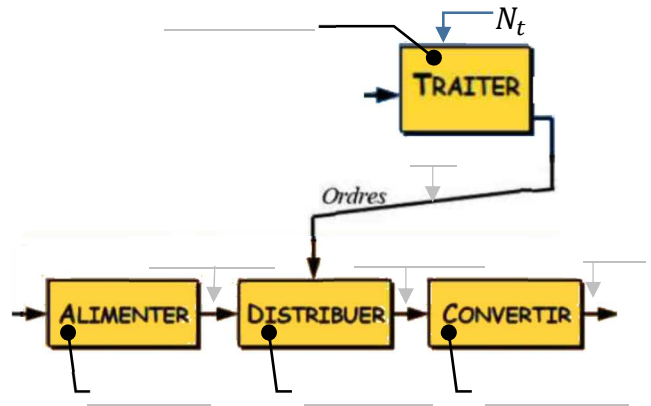 N_t
TRAITER
Ordres
ALIMENTER
DISTRIBUER
CONVERTIR